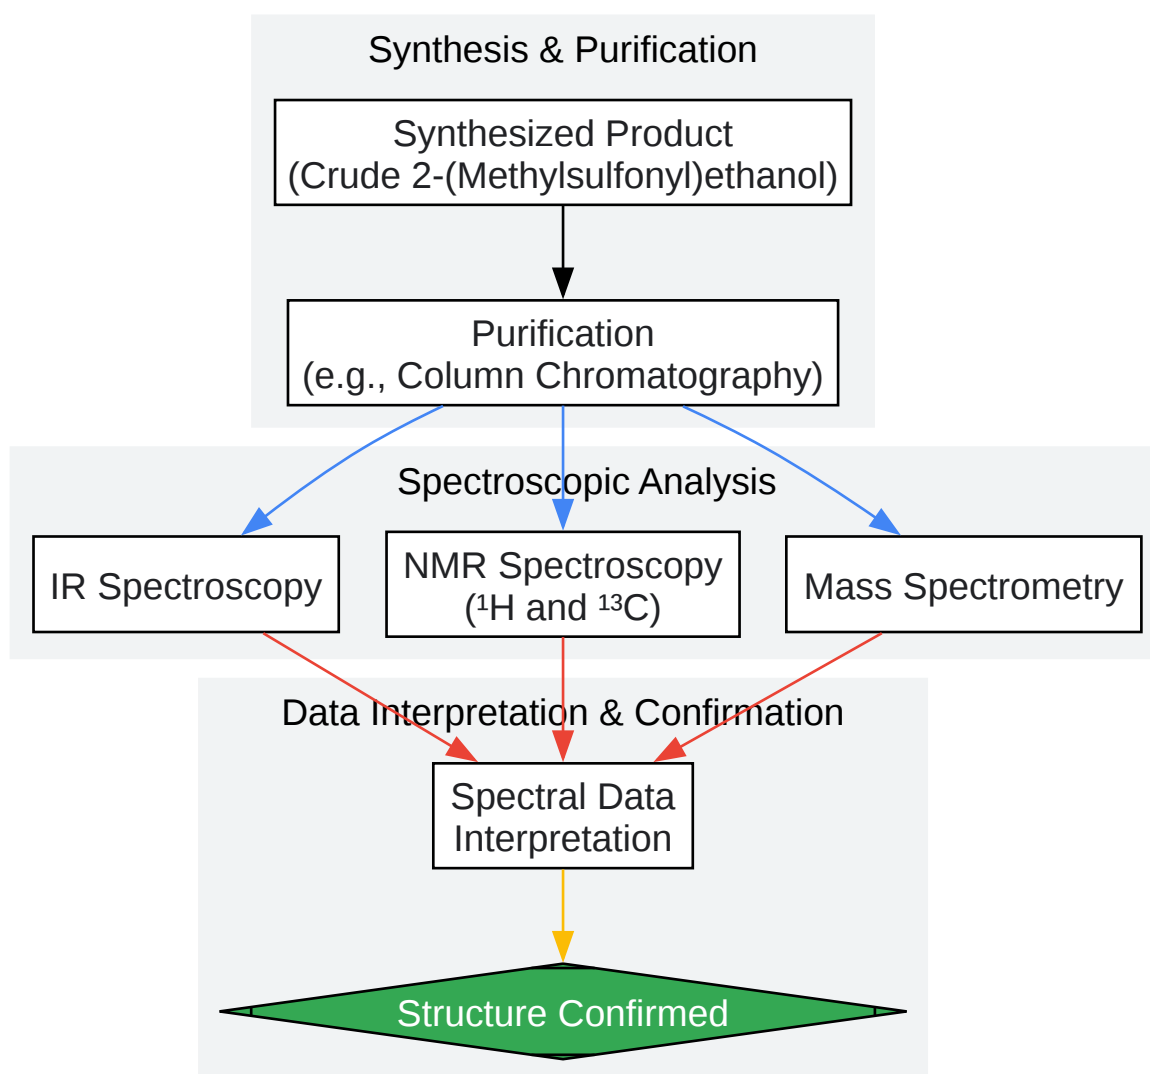 Synthesis & Purification
Synthesized Product
(Crude 2-(Methylsulfonyl)ethanol)
Purification
(e.g., Column Chromatography)
Spectroscopic Analysis
IR Spectroscopy
NMR Spectroscopy
(¹H and ¹³C)
Mass Spectrometry
Data Interpretation & Confirmation
Spectral Data
Interpretation
Structure Confirmed